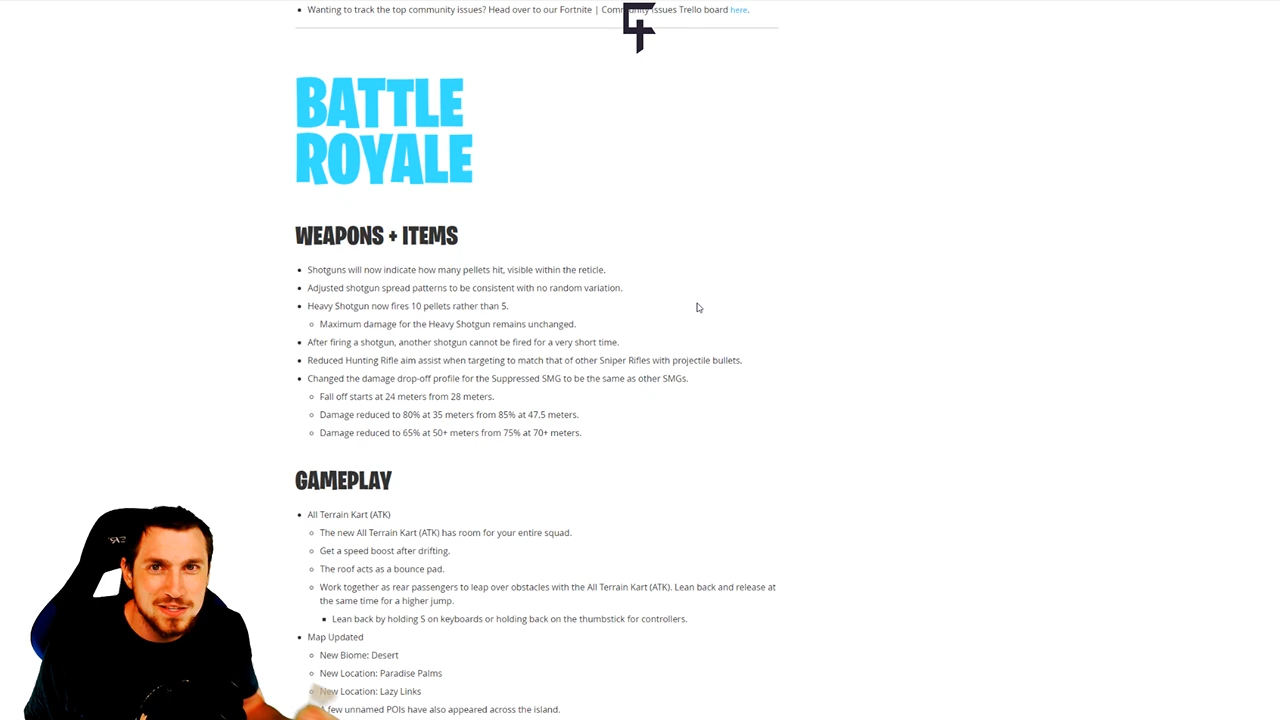 Wanting to track the top community issues? Head over to our Fortnite | Community Issues Trello board here.
BATTLE
ROYALE
WEAPONS + ITEMS
Shotguns will now indicate how many pellets hit, visible within the reticle.
Adjusted shotgun spread patterns to be consistent with no random variation.
Heavy Shotgun now fires 10 pellets rather than 5.
Maximum damage for the Heavy Shotgun remains unchanged.
After firing a shotgun, another shotgun cannot be fired for a very short time.
Reduced Hunting Rifle aim assist when targeting to match that of other Sniper Rifles with projectile bullets.
Changed the damage drop-off profile for the Suppressed SMG to be the same as other SMGs.
Fall off starts at 24 meters from 28 meters.
Damage reduced to 80% at 35 meters from 85% at 47.5 meters.
Damage reduced to 65% at 50+ meters from 75% at 70+ meters.
GAMEPLAY
All Terrain Kart (ATK)
The new All Terrain Kart (ATK) has room for your entire squad.
Get a speed boost after drifting.
The roof acts as a bounce pad.
Work together as rear passengers to leap over obstacles with the All Terrain Kart (ATK). Lean back and release at
the same time for a higher jump.
Lean back by holding S on keyboards or holding back on the thumbstick for controllers.
Map Updated
New Biome: Desert
New Location: Paradise Palms
New Location: Lazy Links
A few unnamed POIs have also appeared across the island.